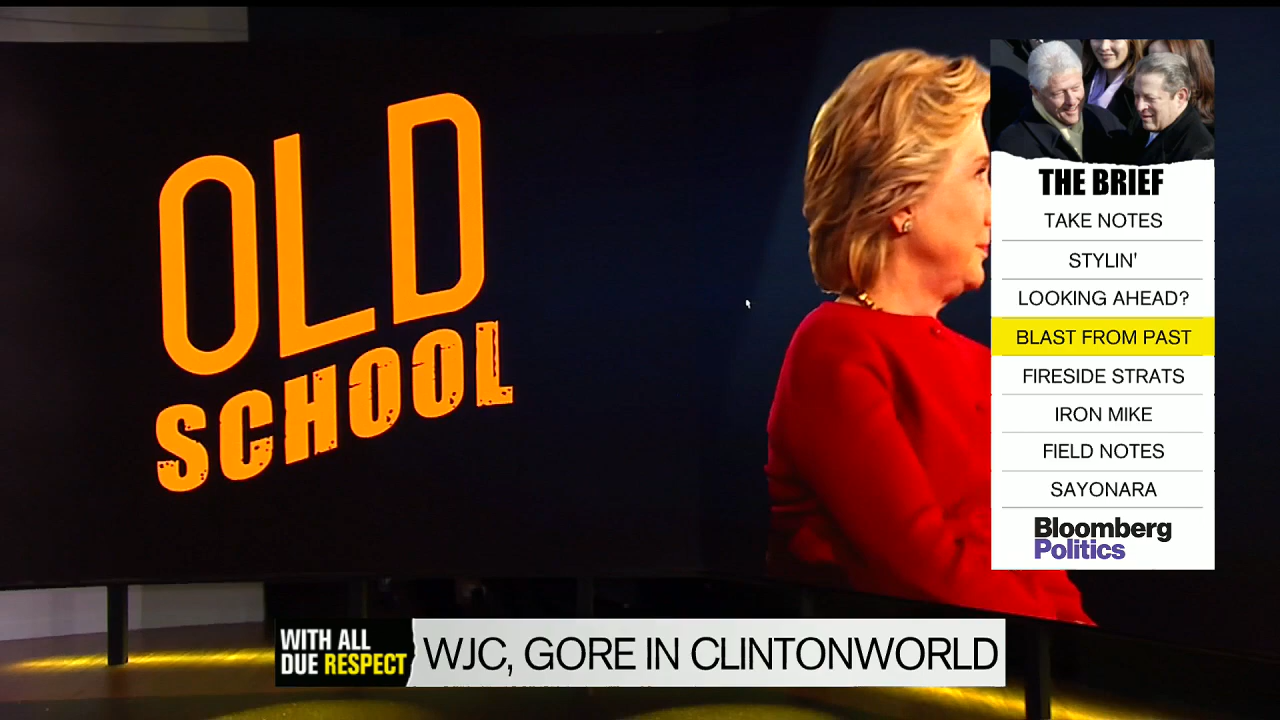 OLD
SCHOOL
THE BRIEF
TAKE NOTES
STYLIN'
LOOKING AHEAD?
BLAST FROM PAST
FIRESIDE STRATS
IRON MIKE
FIELD NOTES
SAYONARA
Bloomberg
Politics
WITH ALL
DUE RESPECT
WJC, GORE IN CLINTONWORLD